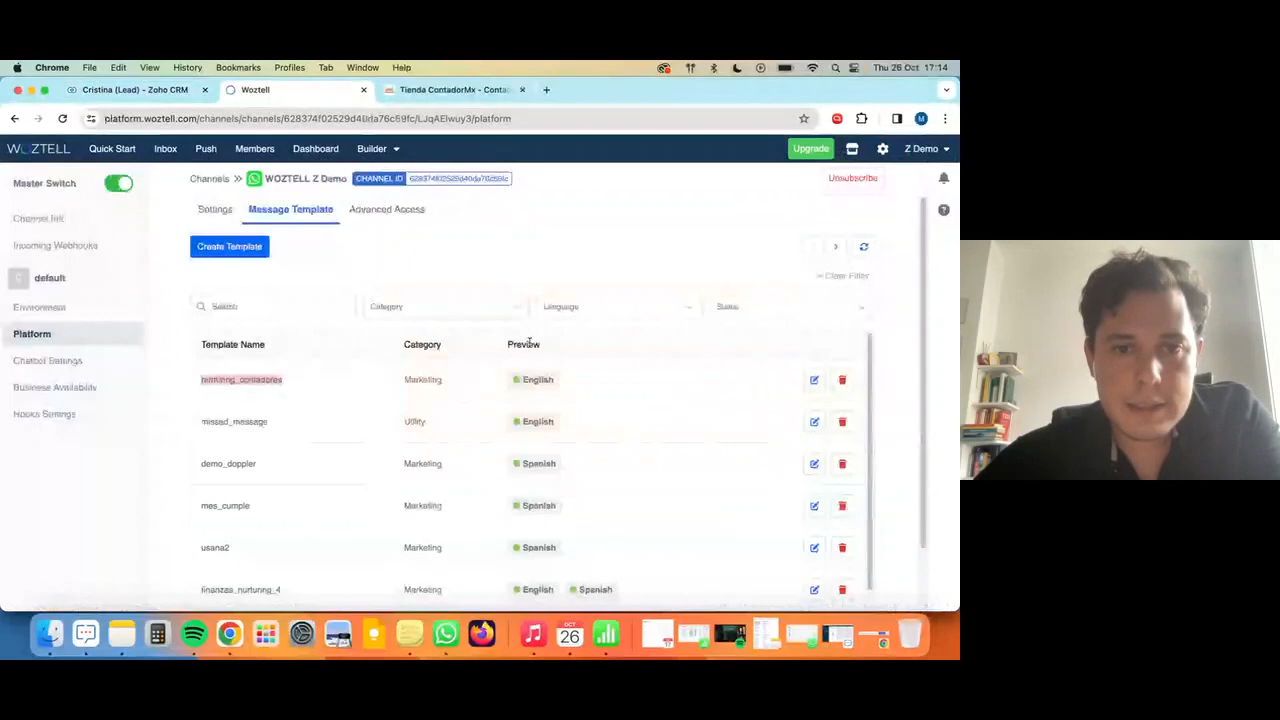 Chrome File Edit View History Bookmarks Profiles Tab Window Help Thu 26 Oct 17:14
Cristina (Lead) - Zoho CRM Woztell Tienda ContadorMx - Conta
platform.woztell.com/channels/channels/
WOZTELL Quick Start Inbox Push Members Dashboard Builder Upgrade Z Demo
Master Switch Channels WOZTELL Z Demo CHANNEL ID Unsubscribe
Settings Message Template Advanced Access
Channel Info
Incoming Webhooks
Create Template
default
Clear Filter
Environment
Search Category Language Status
Platform
Template Name Category Preview
Chatbot Settings
Marketing English
Business Availability
Hooks Settings
missed_message Utility English
demo_doppler Marketing Spanish
mes_cumple Marketing Spanish
usana2 Marketing Spanish
finanzas_nurturing_4 Marketing English Spanish
OCT
26